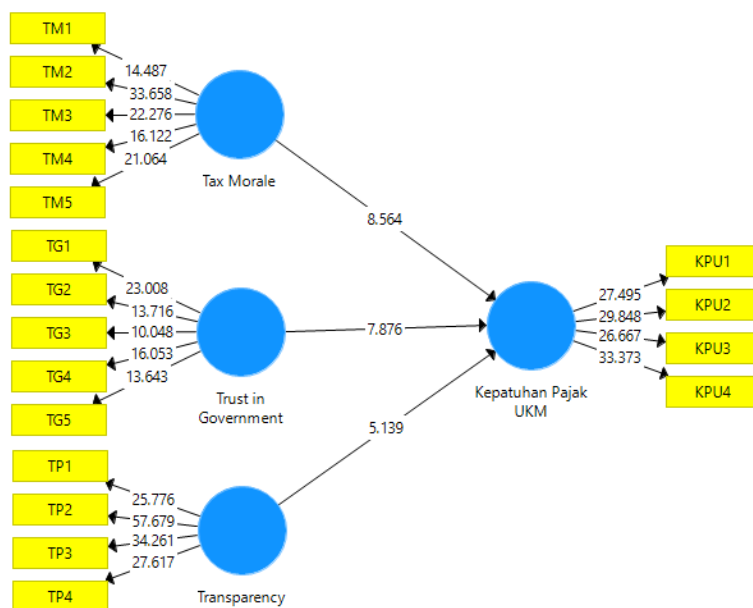 TM1
14.487
TM2
33.658
TM3
22.276
TM4
16.122
TM5
21.064
Tax Morale
8.564
TG1
23.008
TG2
13.716
TG3
10.048
TG4
16.053
TG5
13.643
Trust in
Government
7.876
TP1
25.776
TP2
57.679
TP3
34.261
TP4
27.617
Transparency
5.139
Kepatuhan Pajak
UKM
KPU1
27.495
KPU2
29.848
KPU3
26.667
KPU4
33.373